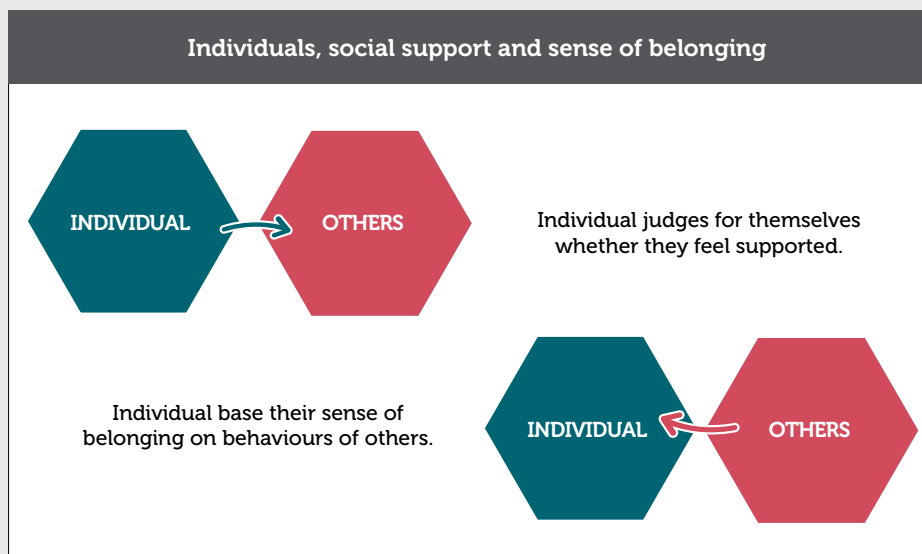 Individuals, social support and sense of belonging
INDIVIDUAL
OTHERS
Individual judges for themselves
whether they feel supported.
Individual base their sense of
belonging on behaviours of others.
INDIVIDUAL
OTHERS